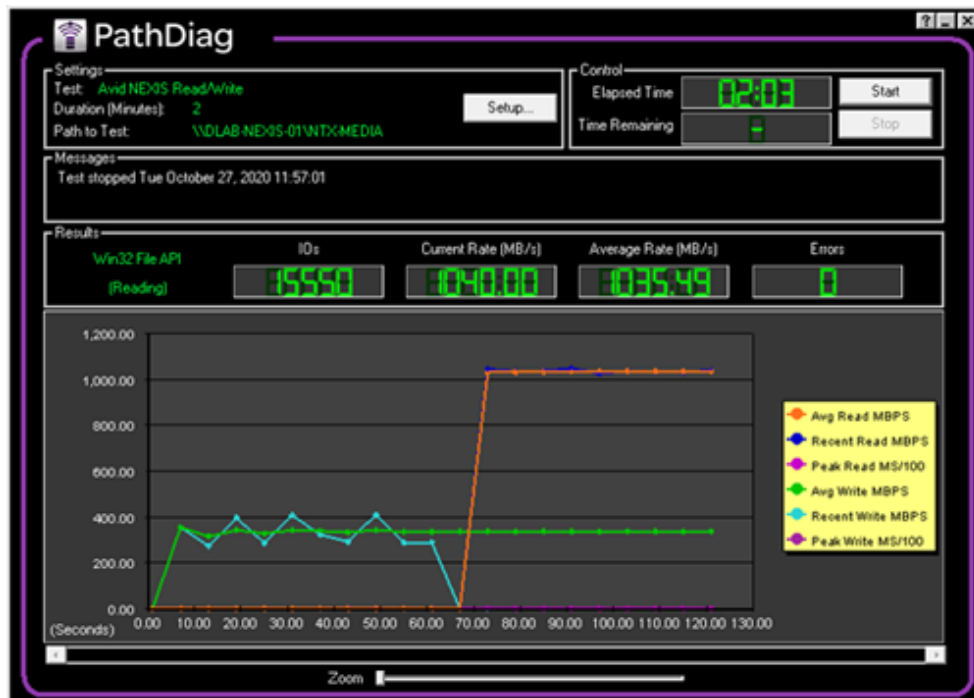 PathDiag
Settings
Test: Avid NEXIS Read/Write
Duration (Minutes): 2
Path to Test: \\DLAB-NEXIS-01\NTX-MEDIA
Setup...
Control
Elapsed Time 02:03
Start
Time Remaining -
Stop
Messages
Test stopped Tue October 27, 2020 11:57:01
Results
Win32 File API
(Reading)
IOs Current Rate (MB/s) Average Rate (MB/s) Errors
15550 1040.00 1035.49 0
1,200.00
1,000.00
800.00
600.00
400.00
200.00
0.00
(Seconds)
0.00 10.00 20.00 30.00 40.00 50.00 60.00 70.00 80.00 90.00 100.00 110.00 120.00 130.00
Avg Read MBPS
Recent Read MBPS
Peak Read MS/100
Avg Write MBPS
Recent Write MBPS
Peak Write MS/100
Zoom